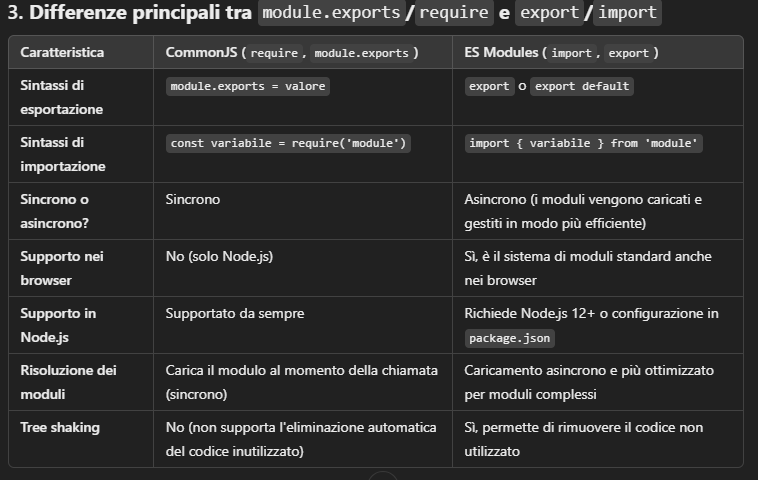 3. Differenze principali tra module.exports/require e export/import
Caratteristica CommonJS ( require, module.exports ) ES Modules ( import, export )
Sintassi di esportazione module.exports = valore export o export default
Sintassi di importazione const variabile = require('module') import { variabile } from 'module'
Sincrono o asincrono? Sincrono Asincrono (i moduli vengono caricati e gestiti in modo più efficiente)
Supporto nei browser No (solo Node.js) Sì, è il sistema di moduli standard anche nei browser
Supporto in Node.js Supportato da sempre Richiede Node.js 12+ o configurazione in package.json
Risoluzione dei moduli Carica il modulo al momento della chiamata (sincrono) Caricamento asincrono e più ottimizzato per moduli complessi
Tree shaking No (non supporta l'eliminazione automatica del codice inutilizzato) Sì, permette di rimuovere il codice non utilizzato